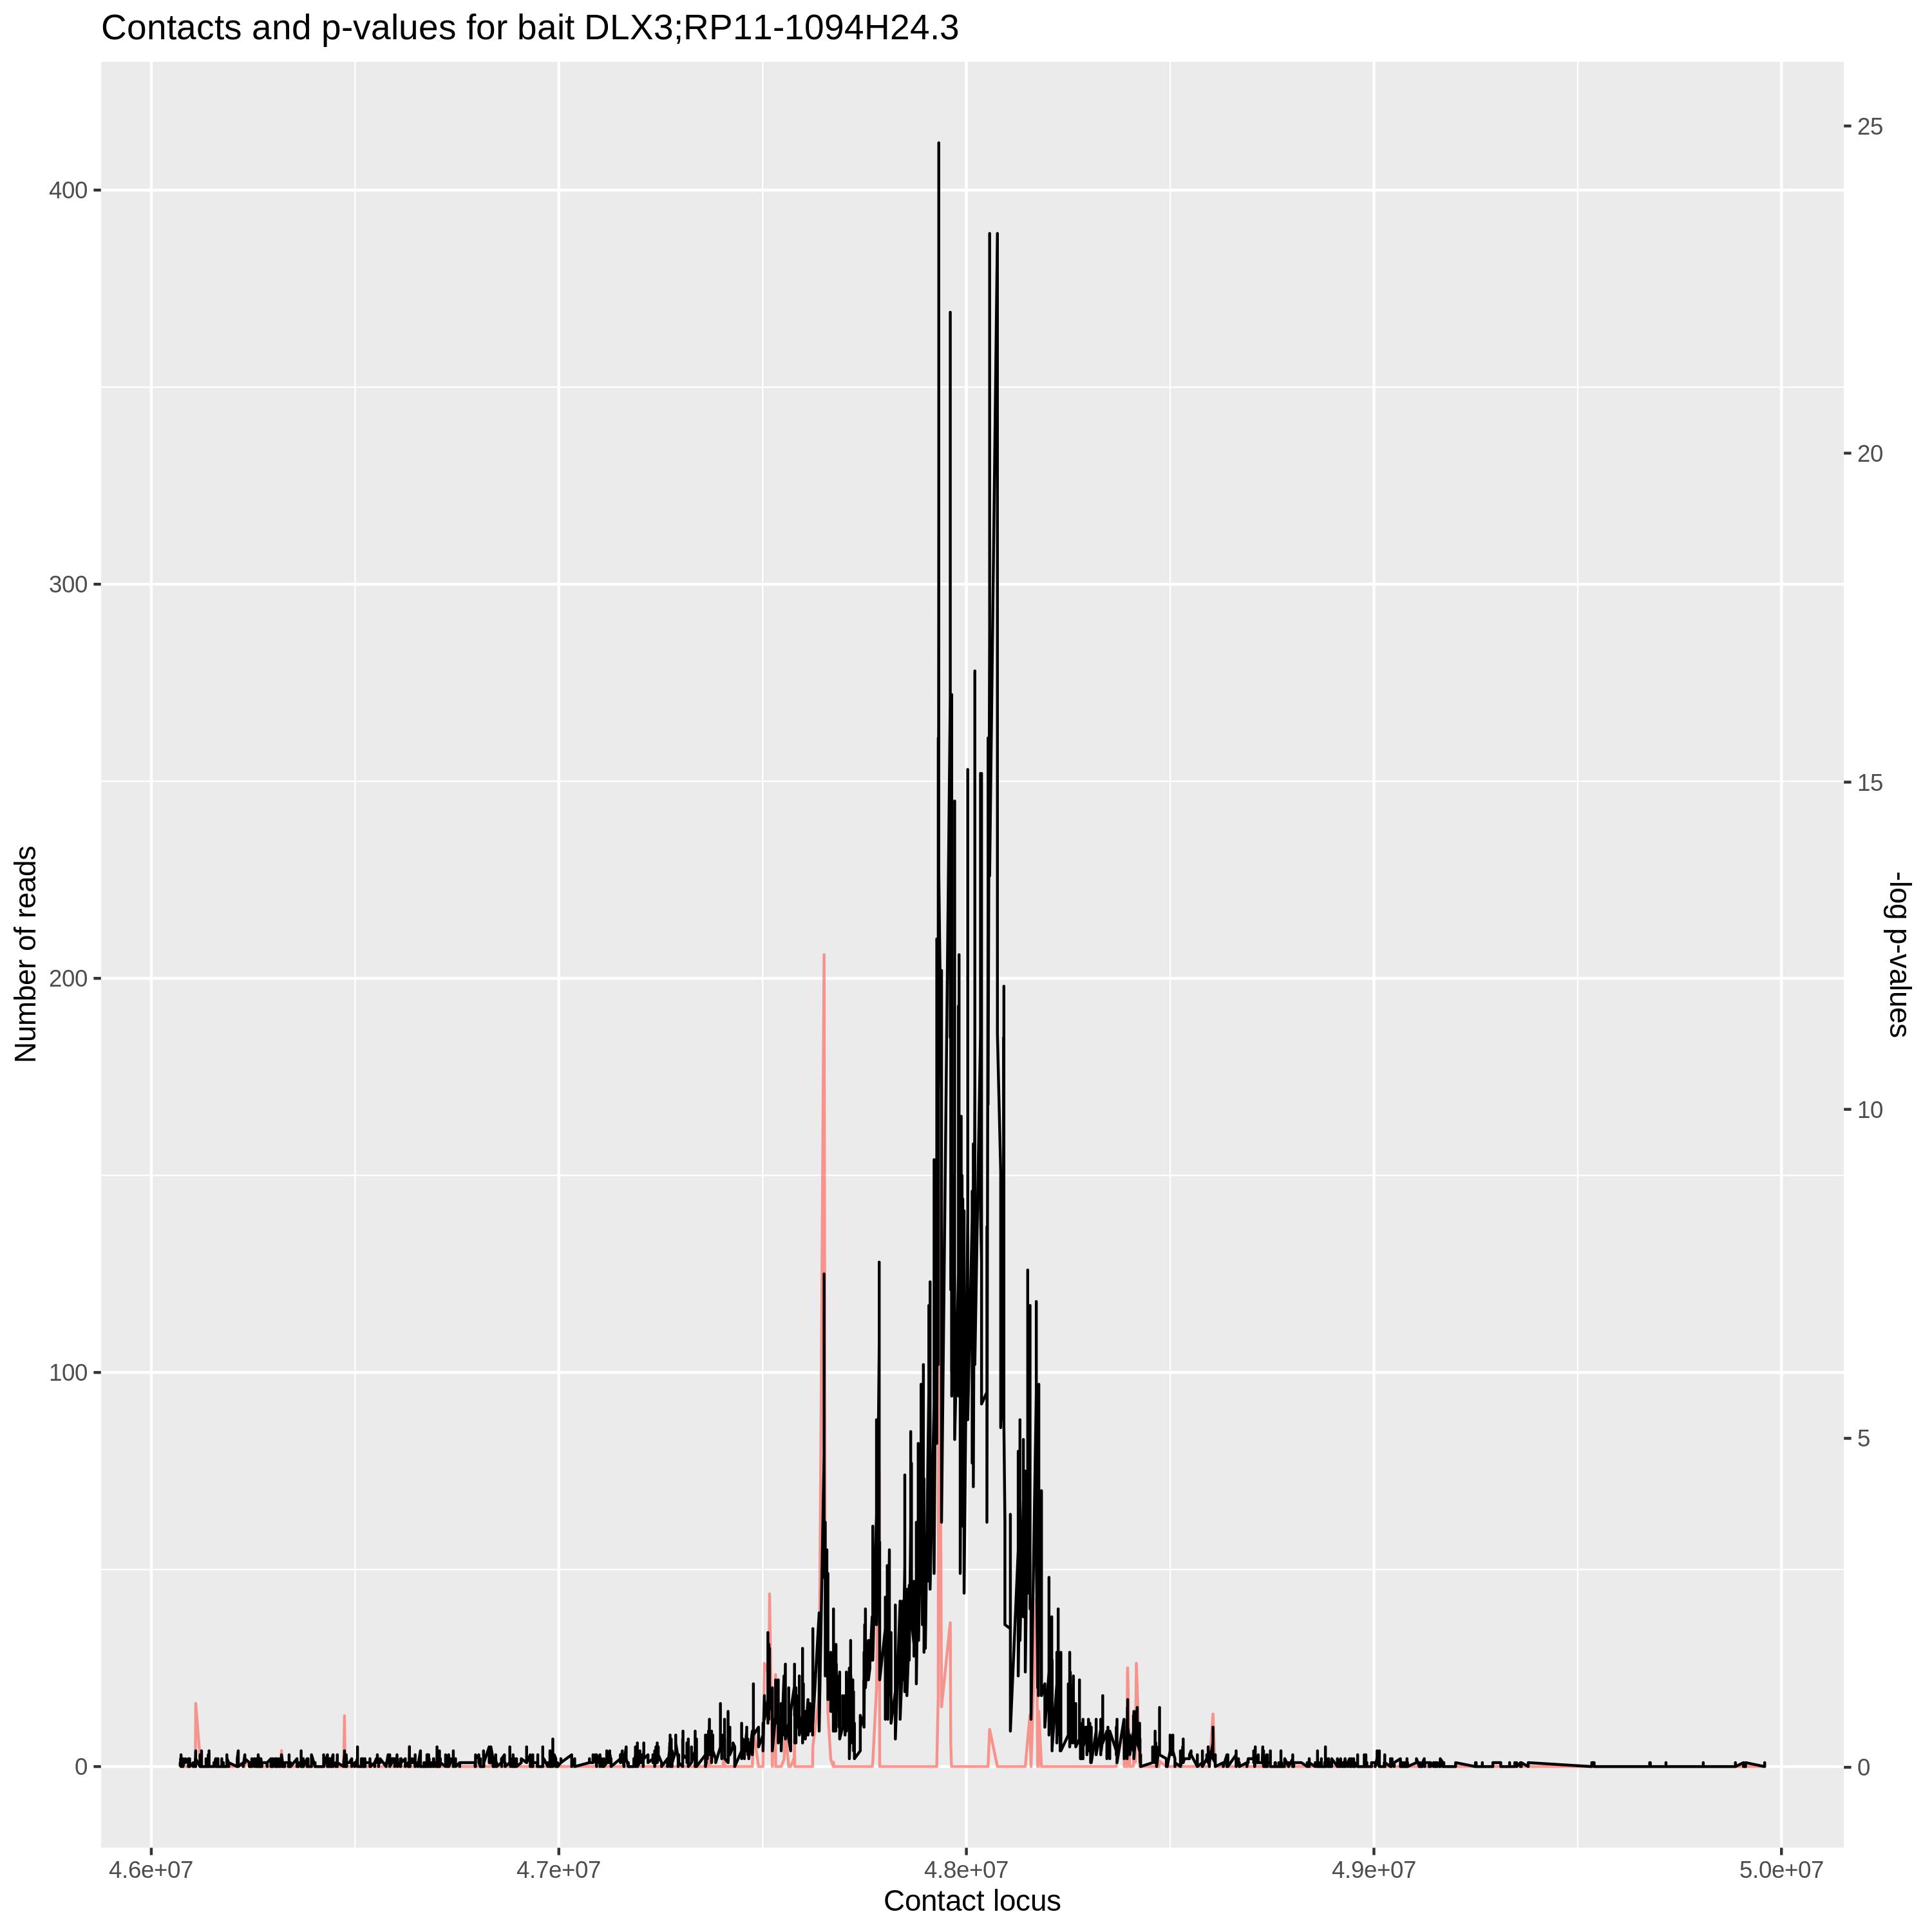 Contacts and p-values for bait DLX3;RP11-1094H24.3
400
300
200
100
0
Number of reads
25
20
15
10
5
0
-log p-values
4.6e+07 4.7e+07 4.8e+07 4.9e+07 5.0e+07
Contact locus